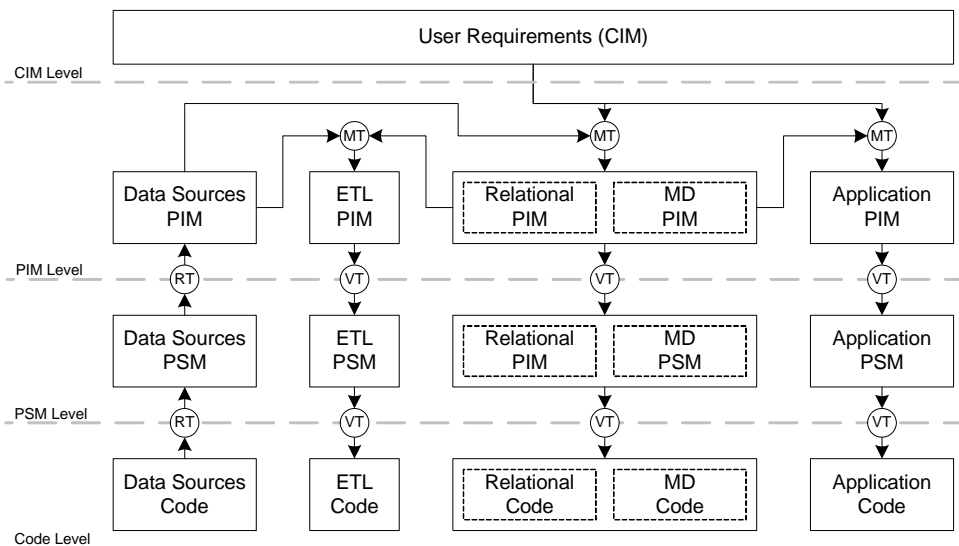 User Requirements (CIM)
CIM Level
MT
MT
MT
Data Sources
PIM
ETL
PIM
Relational
PIM
MD
PIM
Application
PIM
PIM Level
RT
VT
VT
VT
Data Sources
PSM
ETL
PSM
Relational
PIM
MD
PSM
Application
PSM
PSM Level
RT
VT
VT
VT
Data Sources
Code
ETL
Code
Relational
Code
MD
Code
Application
Code
Code Level